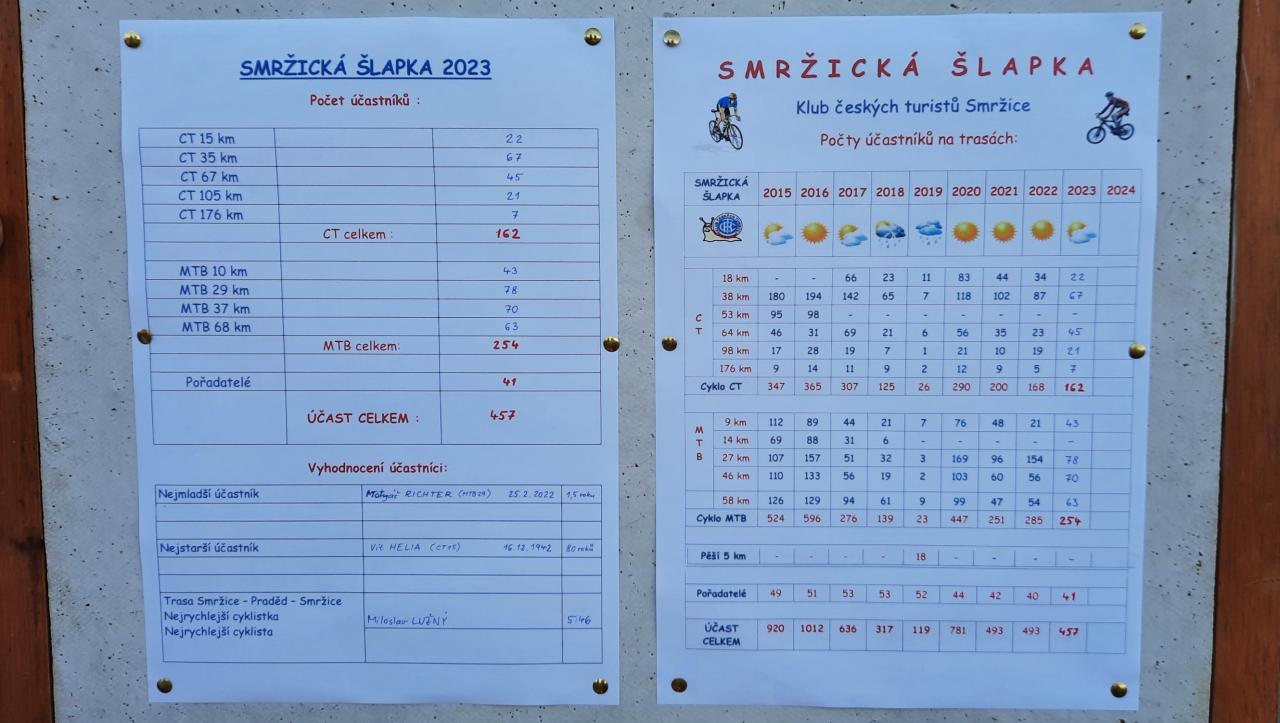 SMRŽICKÁ ŠLAPKA 2023
Počet účastníků :
CT 15 km 22
CT 35 km 67
CT 67 km 45
CT 105 km 21
CT 176 km 7
CT celkem : 162
MTB 10 km 43
MTB 29 km 78
MTB 37 km 70
MTB 68 km 63
MTB celkem: 254
Pořadatelé 41
ÚČAST CELKEM : 457
Vyhodnocení účastníci:
Nejmladší účastník RICHTER (MTB29) 25.2.2022 1,5 roku
Nejstarší účastník Vít HELIA (CT15) 16.12.1942 80 roků
Trasa Smržice - Praděd - Smržice
Nejrychlejší cyklistka Miloslav LUŽNÝ 5:46
Nejrychlejší cyklista
SMRŽICKÁ ŠLAPKA
Klub českých turistů Smržice
Počty účastníků na trasách:
SMRŽICKÁ ŠLAPKA 2015 2016 2017 2018 2019 2020 2021 2022 2023 2024
CT
18 km - - 66 23 11 83 44 34 22
38 km 180 194 142 65 7 118 102 87 67
53 km 95 98 - - - - - - -
64 km 46 31 69 21 6 56 35 23 45
98 km 17 28 19 7 1 21 10 19 21
176 km 9 14 11 9 2 12 9 5 7
Cyklo CT 347 365 307 125 26 290 200 168 162
MTB
9 km 112 89 44 21 7 76 48 21 43
14 km 69 88 31 6 - - - - -
27 km 107 157 51 32 3 169 96 154 78
46 km 110 133 56 19 2 103 60 56 70
58 km 126 129 94 61 9 99 47 54 63
Cyklo MTB 524 596 276 139 23 447 251 285 254
Pěší 5 km - - - - 18 - - - -
Pořadatelé 49 51 53 53 52 44 42 40 41
ÚČAST CELKEM 920 1012 636 317 119 781 493 493 457